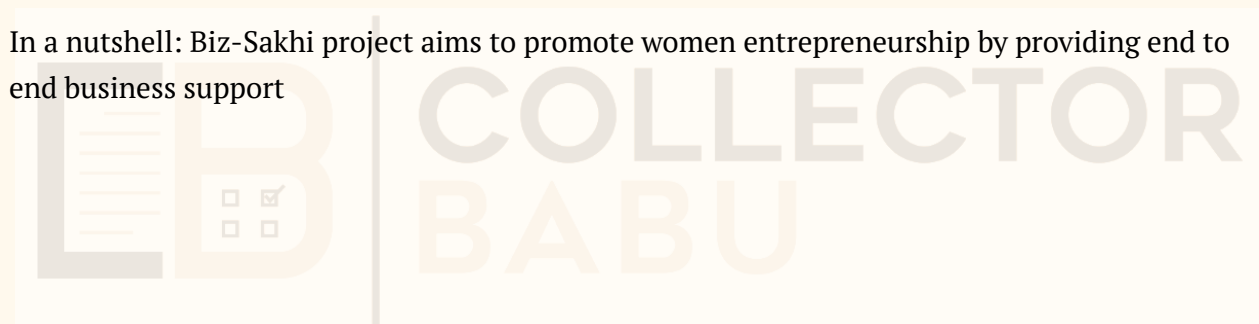 In a nutshell: Biz-Sakhi project aims to promote women entrepreneurship by providing end to
end business support
COLLECTOR
BABU